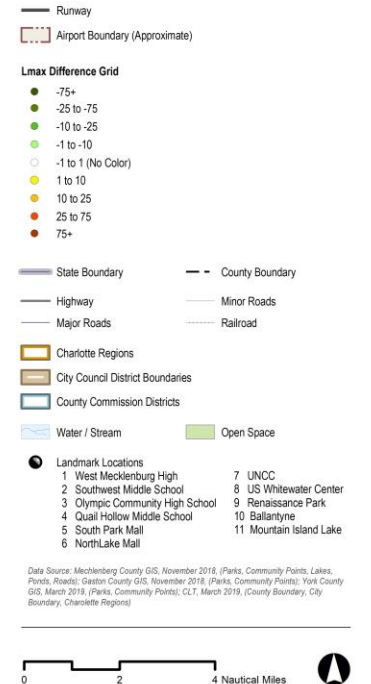 Runway
Airport Boundary (Approximate)
Lmax Difference Grid
-75+
-25 to -75
-10 to -25
-1 to -10
-1 to 1 (No Color)
1 to 10
10 to 25
25 to 75
75+
State Boundary
County Boundary
Highway
Minor Roads
Major Roads
Railroad
Charlotte Regions
City Council District Boundaries
County Commission Districts
Water / Stream
Open Space
Landmark Locations
1 West Mecklenburg High
2 Southwest Middle School
3 Olympic Community High School
4 Quail Hollow Middle School
5 South Park Mall
6 NorthLake Mall
7 UNCC
8 US Whitewater Center
9 Renaissance Park
10 Ballantyne
11 Mountain Island Lake
Data Source: Mechlenberg County GIS, November 2018, (Parks, Community Points, Lakes,
Ponds, Roads); Gaston County GIS, November 2018, (Parks, Community Points); York County
GIS, March 2019, (Parks, Community Points); CLT, March 2019, (County Boundary, City
Boundary, Charolette Regions)
0 2 4 Nautical Miles